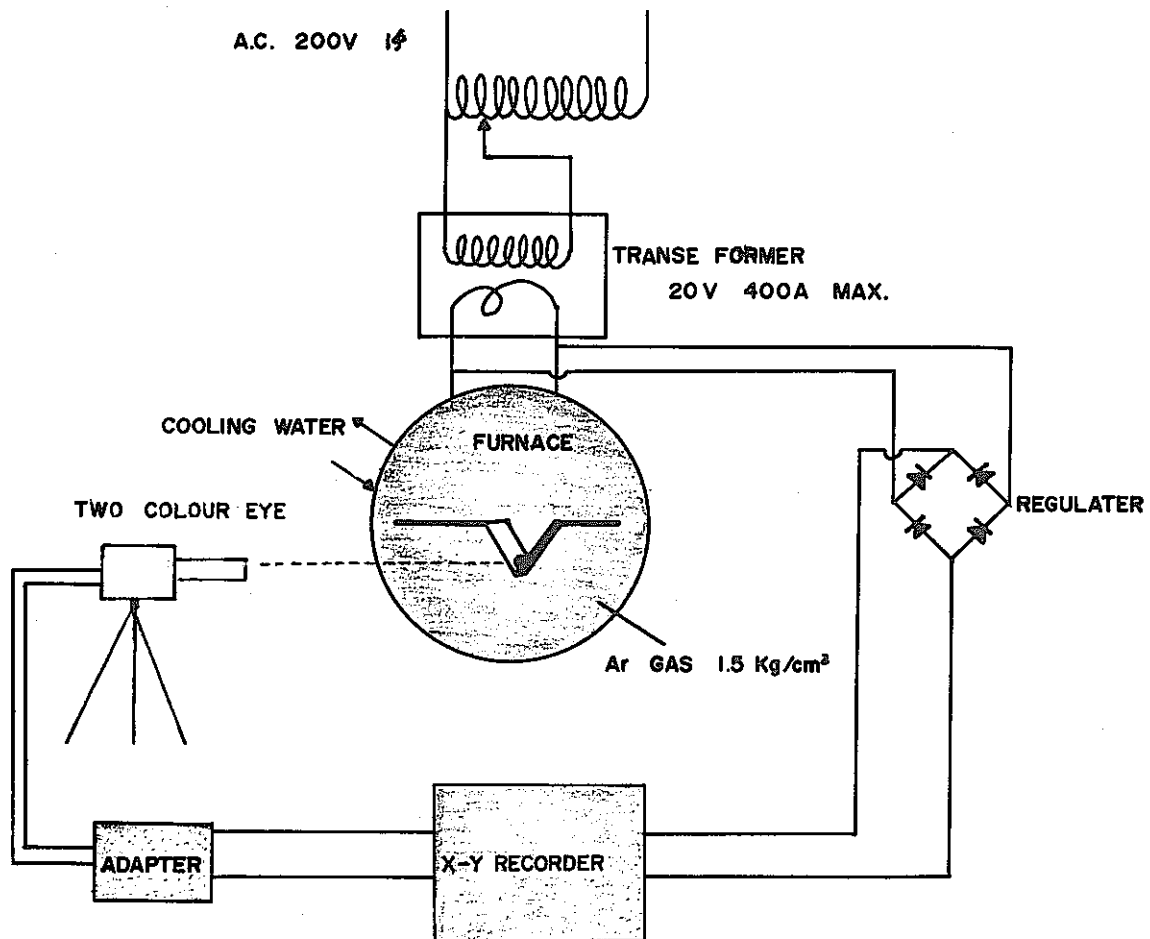 A.C. 200V 1ϕ
TRANSE FORMER
20V 400A MAX.
COOLING WATER
FURNACE
TWO COLOUR EYE
REGULATER
Ar GAS 1.5 Kg/cm²
ADAPTER
X-Y RECORDER